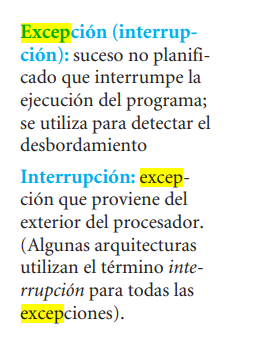 Excepción (interrup-
ción): suceso no planifi-
cado que interrumpe la
ejecución del programa;
se utiliza para detectar el
desbordamiento
Interrupción: excep-
ción que proviene del
exterior del procesador.
(Algunas arquitecturas
utilizan el término inte-
rrupción para todas las
excepciones).